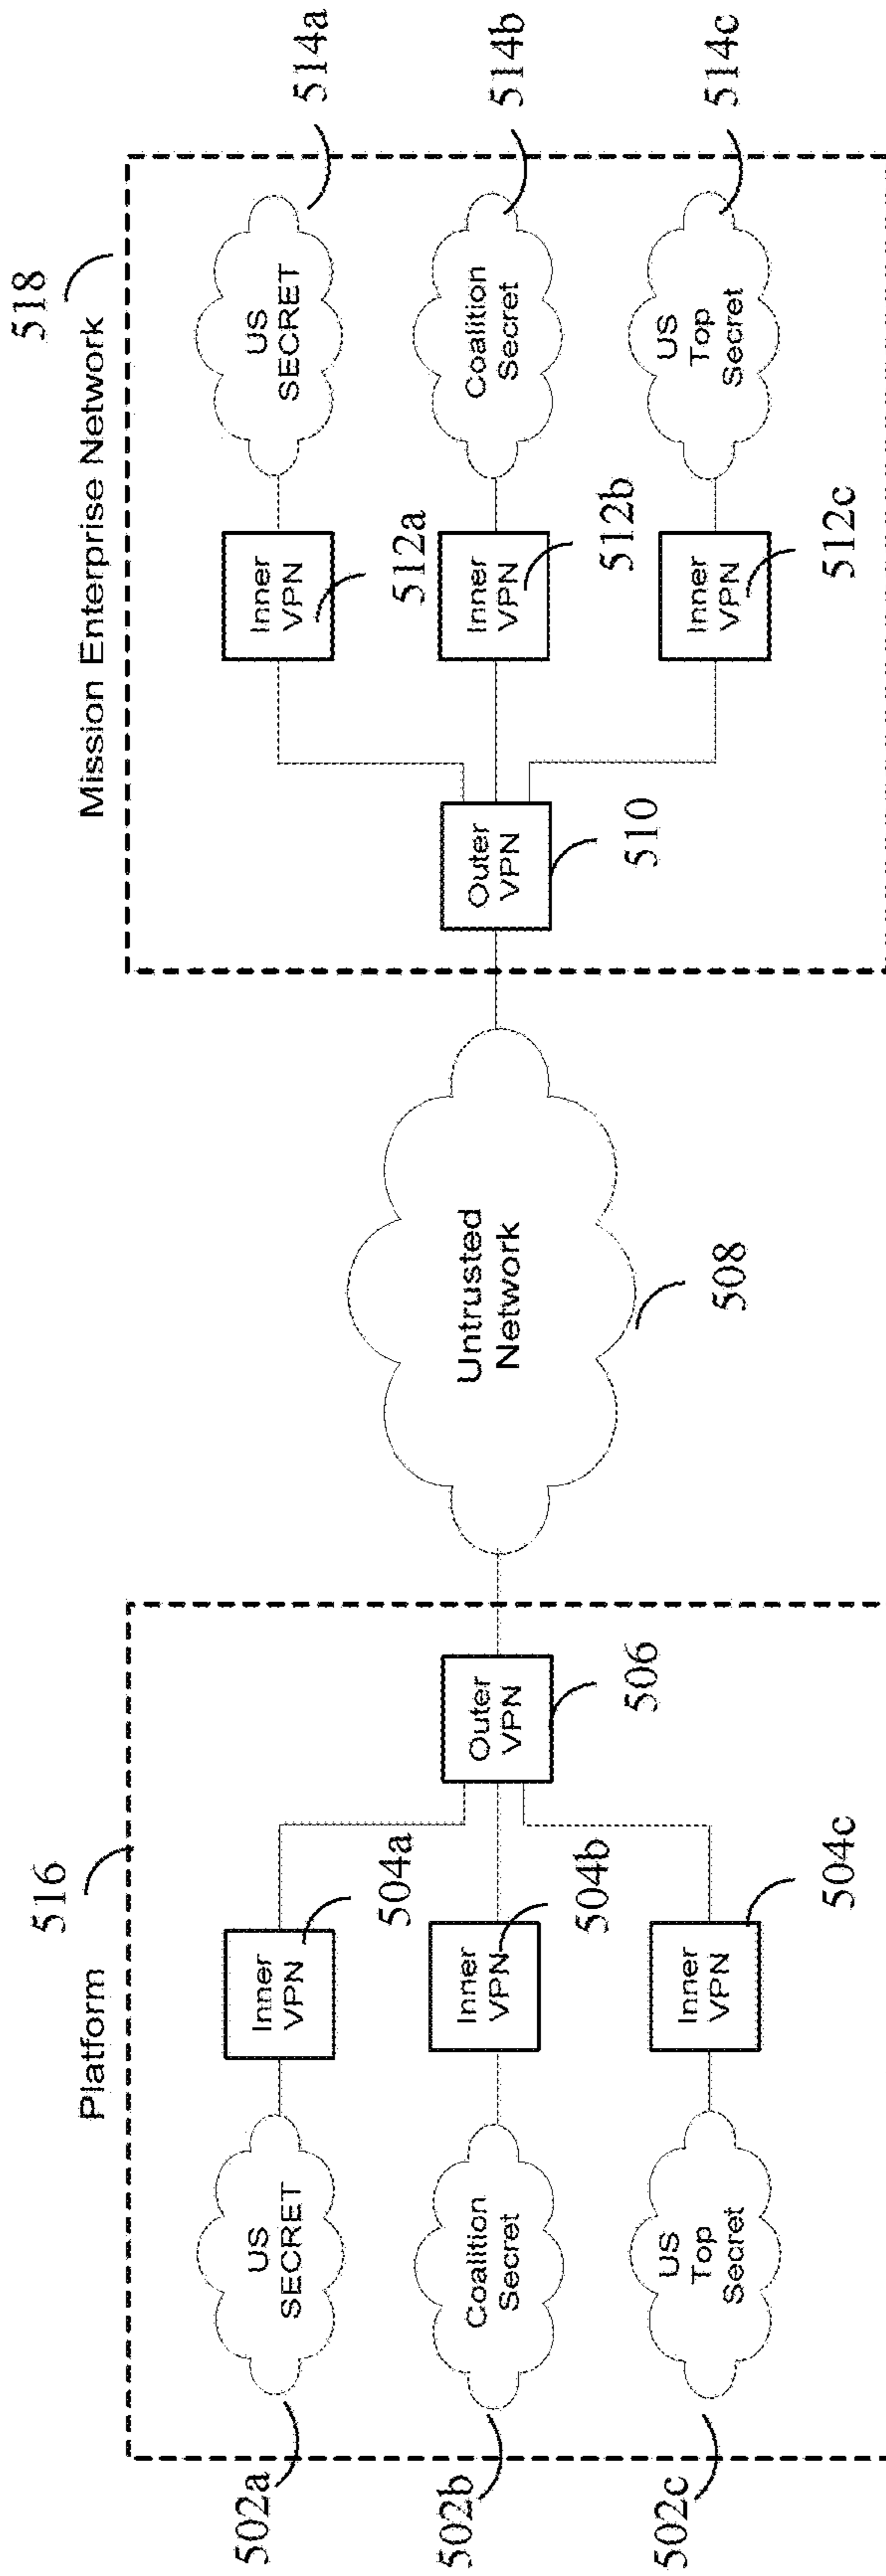 Platform
516
US
SECRET
502a
Inner
VPN
504a
Coalition
Secret
502b
Inner
VPN
504b
US
Top
Secret
502c
Inner
VPN
504c
Outer
VPN
506
Untrusted
Network
508
Mission Enterprise Network
518
Outer
VPN
510
Inner
VPN
512a
US
SECRET
514a
Inner
VPN
512b
Coalition
Secret
514b
Inner
VPN
512c
US
Top
Secret
514c